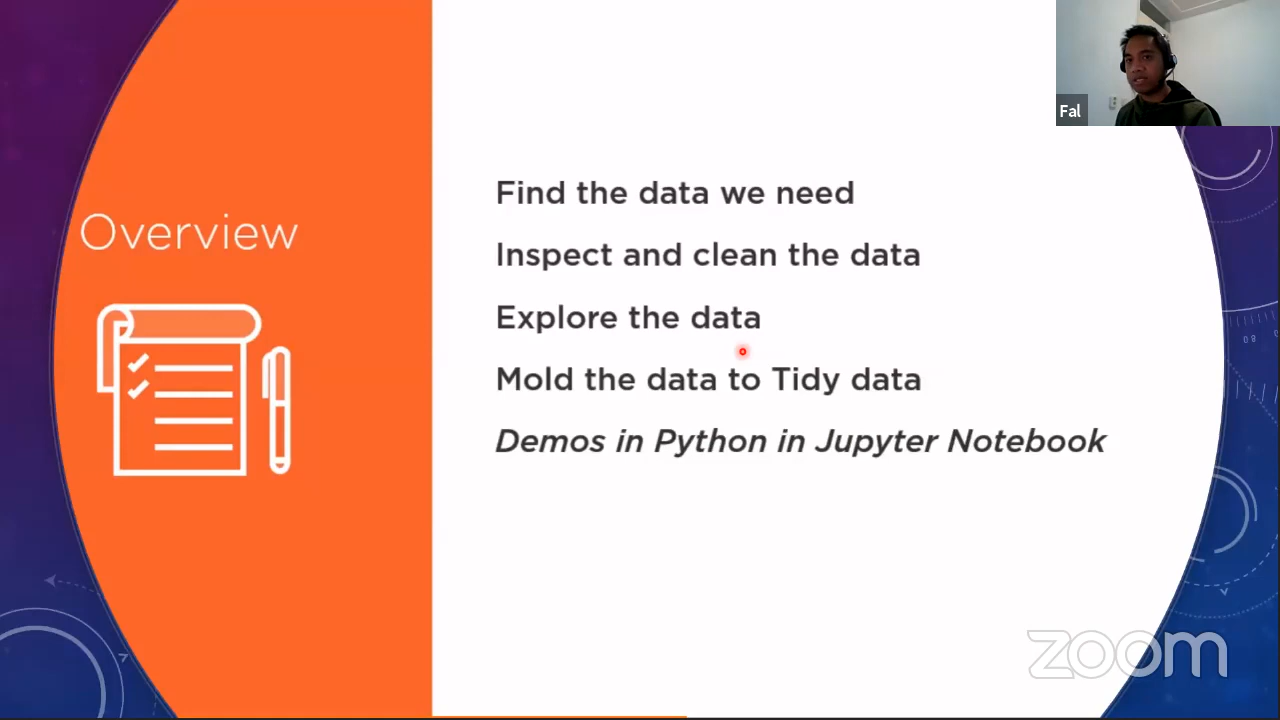 Fal
Overview
Find the data we need
Inspect and clean the data
Explore the data
Mold the data to Tidy data
Demos in Python in Jupyter Notebook
08
zoom